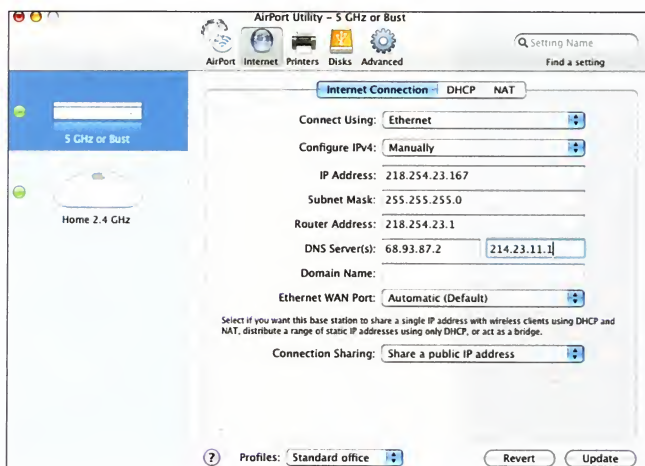 AirPort Utility – 5 GHz or Bust
AirPort Internet Printers Disks Advanced
Setting Name
Find a setting
5 GHz or Bust
Home 2.4 GHz
Internet Connection DHCP NAT
Connect Using: Ethernet
Configure IPv4: Manually
IP Address: 218.254.23.167
Subnet Mask: 255.255.255.0
Router Address: 218.254.23.1
DNS Server(s): 68.93.87.2 214.23.11.1
Domain Name:
Ethernet WAN Port: Automatic (Default)
Select if you want this base station to share a single IP address with wireless clients using DHCP and
NAT, distribute a range of static IP addresses using only DHCP, or act as a bridge.
Connection Sharing: Share a public IP address
? Profiles: Standard office Revert Update